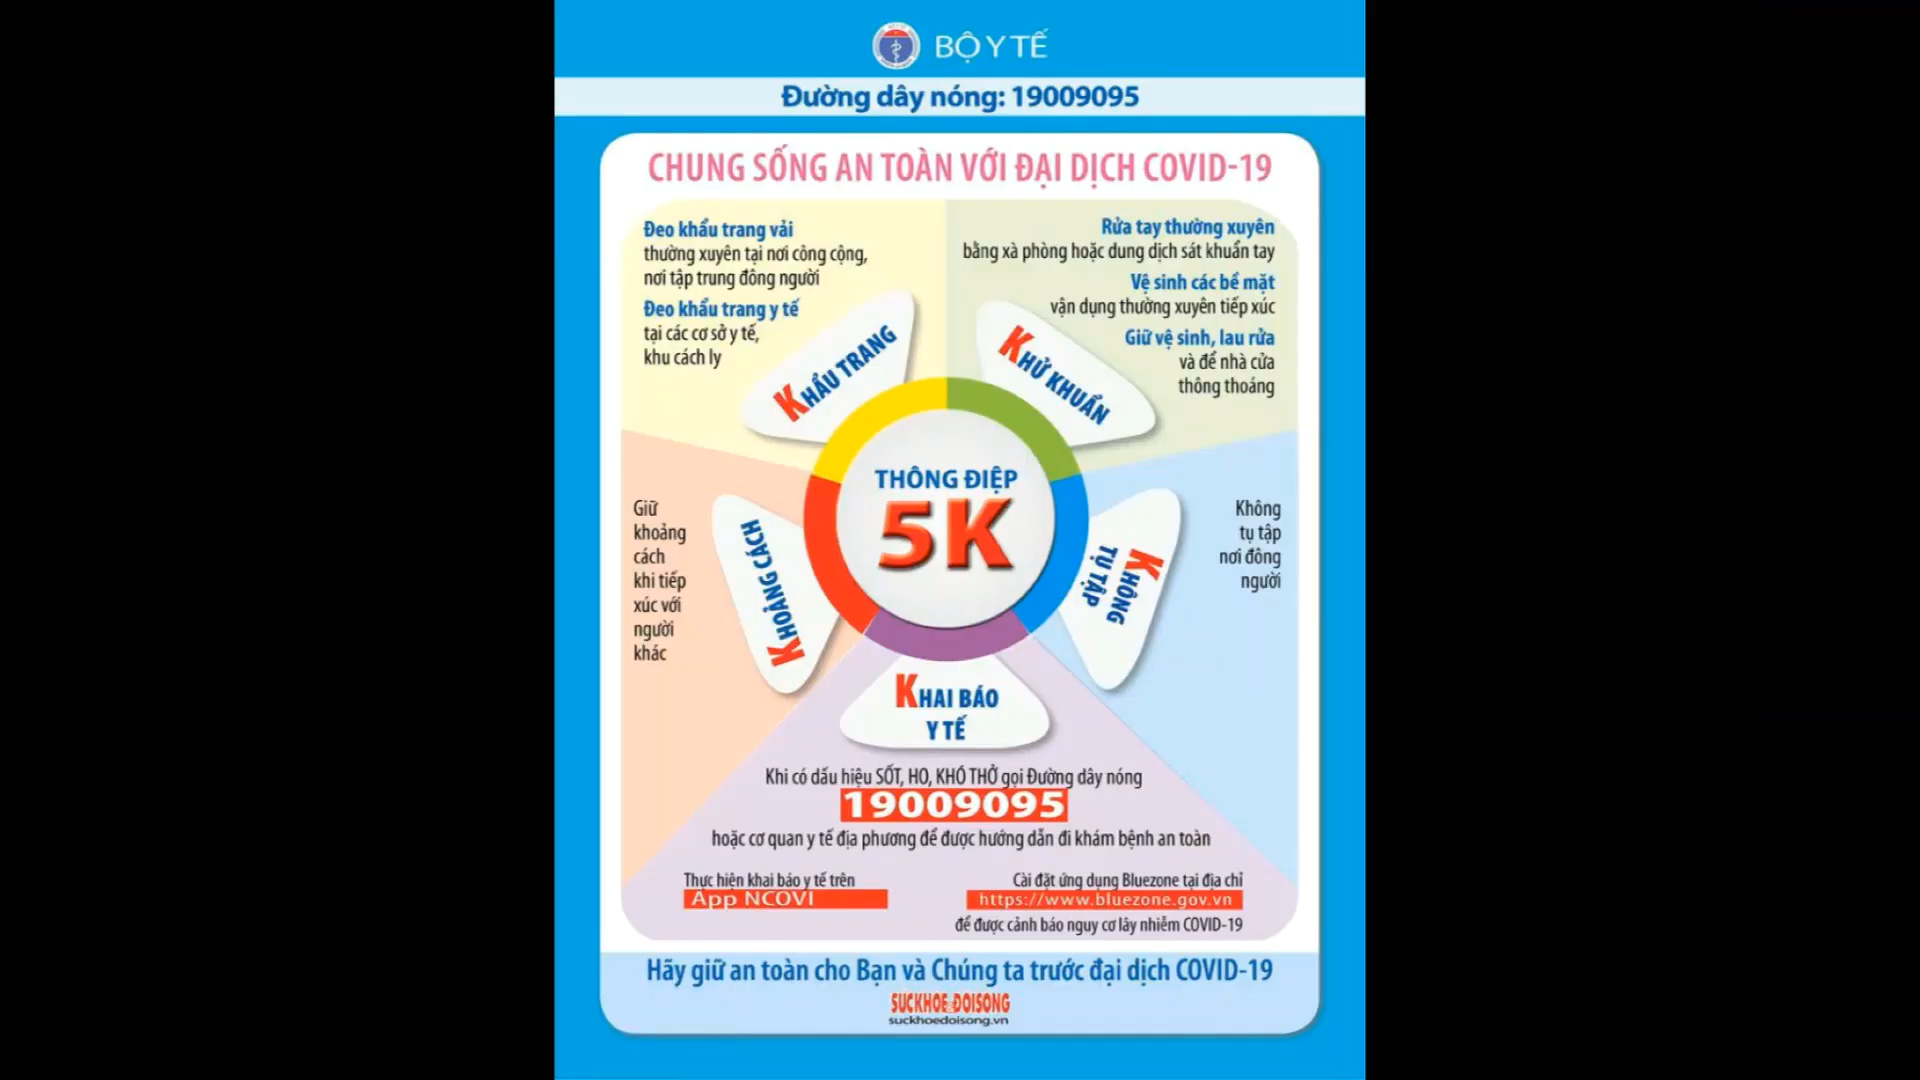 BỘ Y TẾ
Đường dây nóng: 19009095
CHUNG SỐNG AN TOÀN VỚI ĐẠI DỊCH COVID-19
Đeo khẩu trang vải
thường xuyên tại nơi công cộng,
nơi tập trung đông người
Đeo khẩu trang y tế
tại các cơ sở y tế,
khu cách ly
KHẨU TRANG
Rửa tay thường xuyên
bằng xà phòng hoặc dung dịch sát khuẩn tay
Vệ sinh các bề mặt
vận dụng thường xuyên tiếp xúc
Giữ vệ sinh, lau rửa
và để nhà cửa
thông thoáng
KHỬ KHUẨN
THÔNG ĐIỆP
5K
Giữ
khoảng
cách
khi tiếp
xúc với
người
khác
KHOẢNG CÁCH
KHÔNG
TỤ TẬP
Không
tụ tập
nơi đông
người
KHAI BÁO
Y TẾ
Khi có dấu hiệu SỐT, HO, KHÓ THỞ gọi Đường dây nóng
19009095
hoặc cơ quan y tế địa phương để được hướng dẫn đi khám bệnh an toàn
Thực hiện khai báo y tế trên
App NCOVI
Cài đặt ứng dụng Bluezone tại địa chỉ
https://www.bluezone.gov.vn
để được cảnh báo nguy cơ lây nhiễm COVID-19
Hãy giữ an toàn cho Bạn và Chúng ta trước đại dịch COVID-19
SUCKHOE ĐOISONG
suckhoedoisong.vn